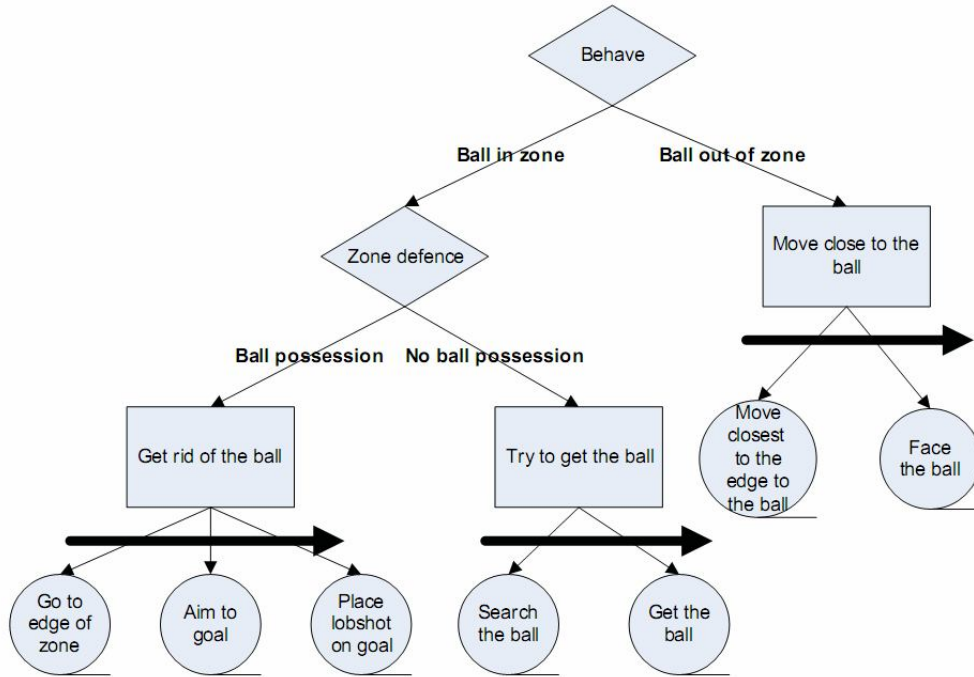 Behave
Ball in zone
Ball out of zone
Zone defence
Move close to the
ball
Ball possession
No ball possession
Get rid of the ball
Try to get the ball
Move
closest
to the
edge to
the ball
Face
the ball
Go to
edge of
zone
Aim to
goal
Place
lobshot
on goal
Search
the ball
Get the
ball